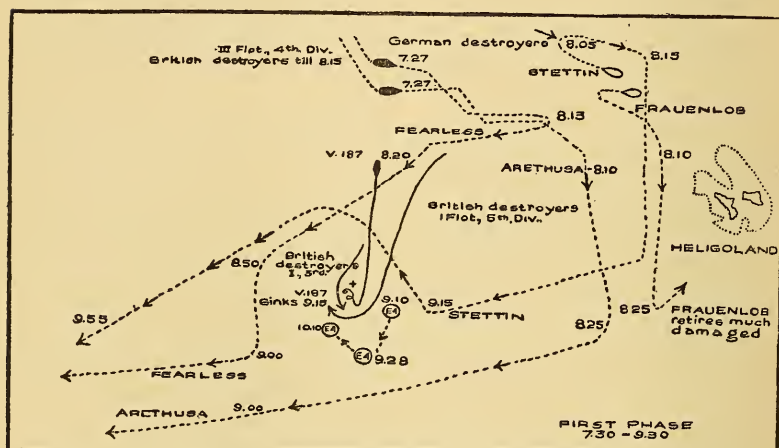 III Flot., 4th. Div.
British destroyers till 8.15
7.27
7.27
German destroyers
8.05
8.15
STETTIN
FRAUENLOB
8.13
FEARLESS
V.187
8.20
ARETHUSA
8.10
8.10
British destroyers
I Flot, 5th, Div.
HELIGOLAND
British
destroyers
I, 3rd.
8.50
V.187
Sinks 9.15
9.10
E4
9.15
STETTIN
8.25
8.25
FRAUENLOB
retires much
damaged
9.55
10.10
E4
E4
9.28
9.00
FEARLESS
ARETHUSA
9.00
FIRST PHASE
7.30-9.30